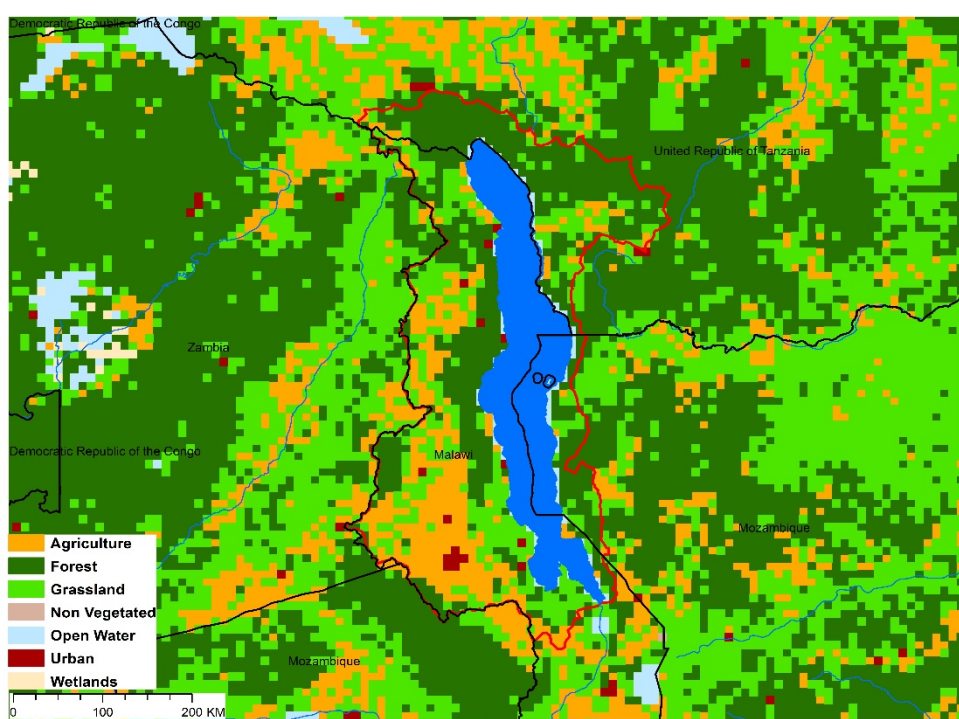 Democratic Republic of the Congo
United Republic of Tanzania
Zambia
Democratic Republic of the Congo
Malawi
Mozambique
Agriculture
Forest
Grassland
Non Vegetated
Open Water
Urban
Wetlands
Mozambique
0 100 200 KM